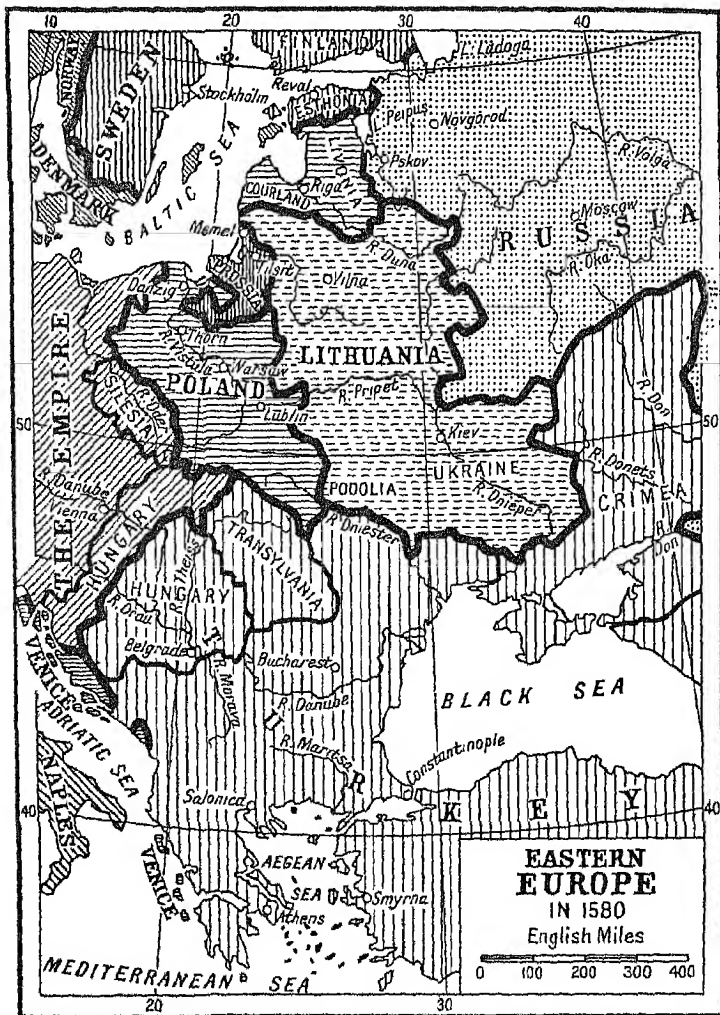 10
20
30
40
NORWAY
SWEDEN
FINLAND
L. Ladoga
Stockholm
Reval
ESTHONIA
L. Peipus
Novgorod
Pskov
R. Volga
DENMARK
BALTIC SEA
LIVONIA
COURLAND
Riga
Moscow
RUSSIA
Memel
Tilsit
PRUSSIA
R. Duna
R. Oka
Danzig
Vilna
THE EMPIRE
Thorn
R. Vistula
Warsaw
LITHUANIA
POLAND
R. Pripet
Lublin
SILESIA
R. Oder
R. Don
50
50
Kiev
UKRAINE
R. Donets
CRIMEA
R. Danube
Vienna
PODOLIA
R. Dnieper
R. Dniester
R. Don
HUNGARY
TRANSYLVANIA
HUNGARY
R. Theiss
R. Drau
Belgrade
Bucharest
VENICE
ADRIATIC SEA
R. Morava
R. Danube
BLACK SEA
R. Maritsa
Constantinople
TURKEY
NAPLES
40
40
Salonica
VENICE
AEGEAN
SEA
Smyrna
Athens
MEDITERRANEAN SEA
EASTERN
EUROPE
IN 1580
English Miles
0 100 200 300 400
20
30